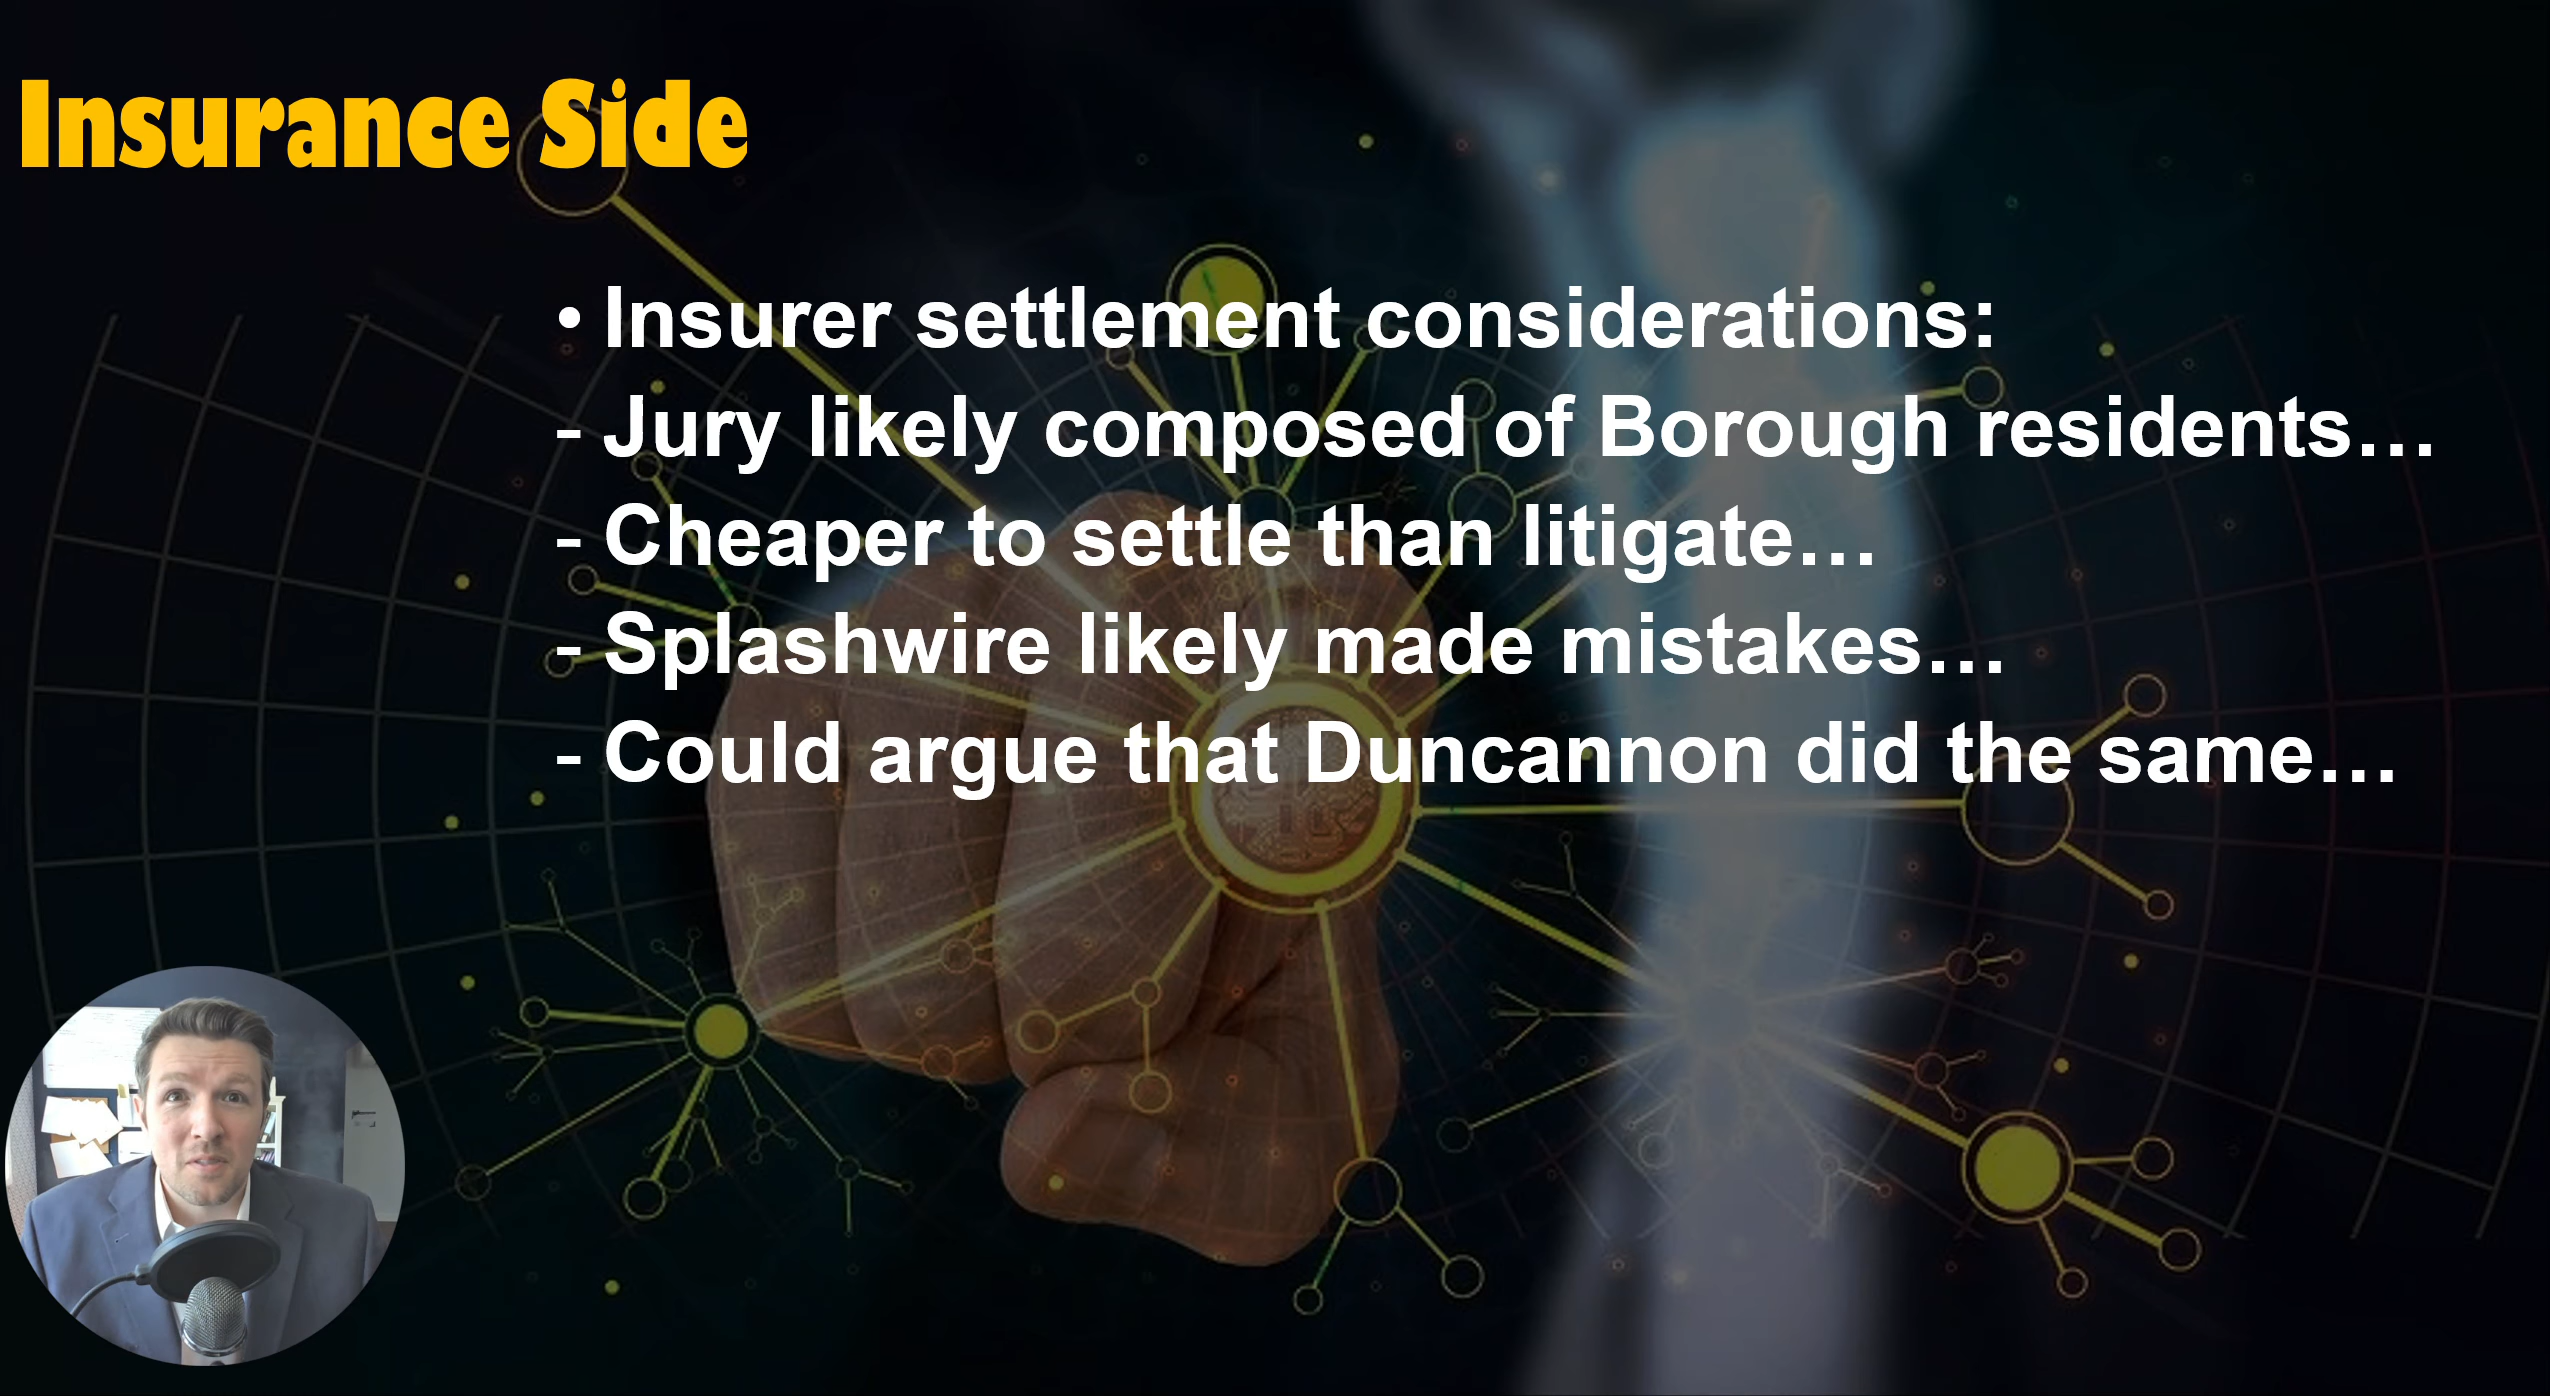 Insurance Side
• Insurer settlement considerations:
- Jury likely composed of Borough residents…
- Cheaper to settle than litigate…
- Splashwire likely made mistakes…
- Could argue that Duncannon did the same…